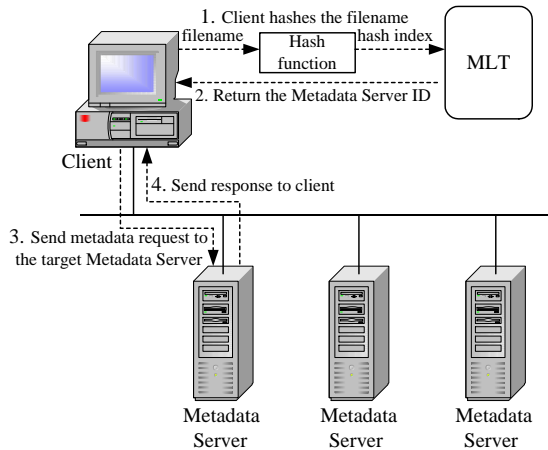 1. Client hashes the filename
filename
Hash
function
hash index
MLT
2. Return the Metadata Server ID
Client
4. Send response to client
3. Send metadata request to
the target Metadata Server
Metadata
Server
Metadata
Server
Metadata
Server